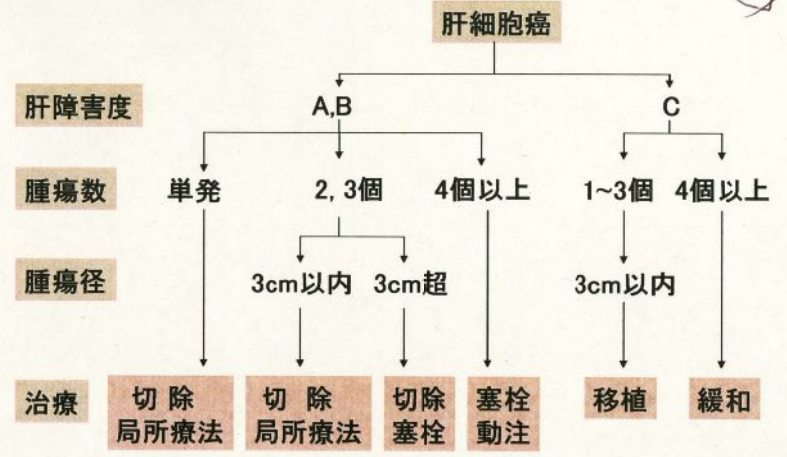 肝細胞癌
肝障害度 A,B C
腫瘍数 単発 2, 3個 4個以上 1~3個 4個以上
腫瘍径 3cm以内 3cm超 3cm以内
治療 切 除 切 除 切除 塞栓 移植 緩和
局所療法 局所療法 塞栓 動注